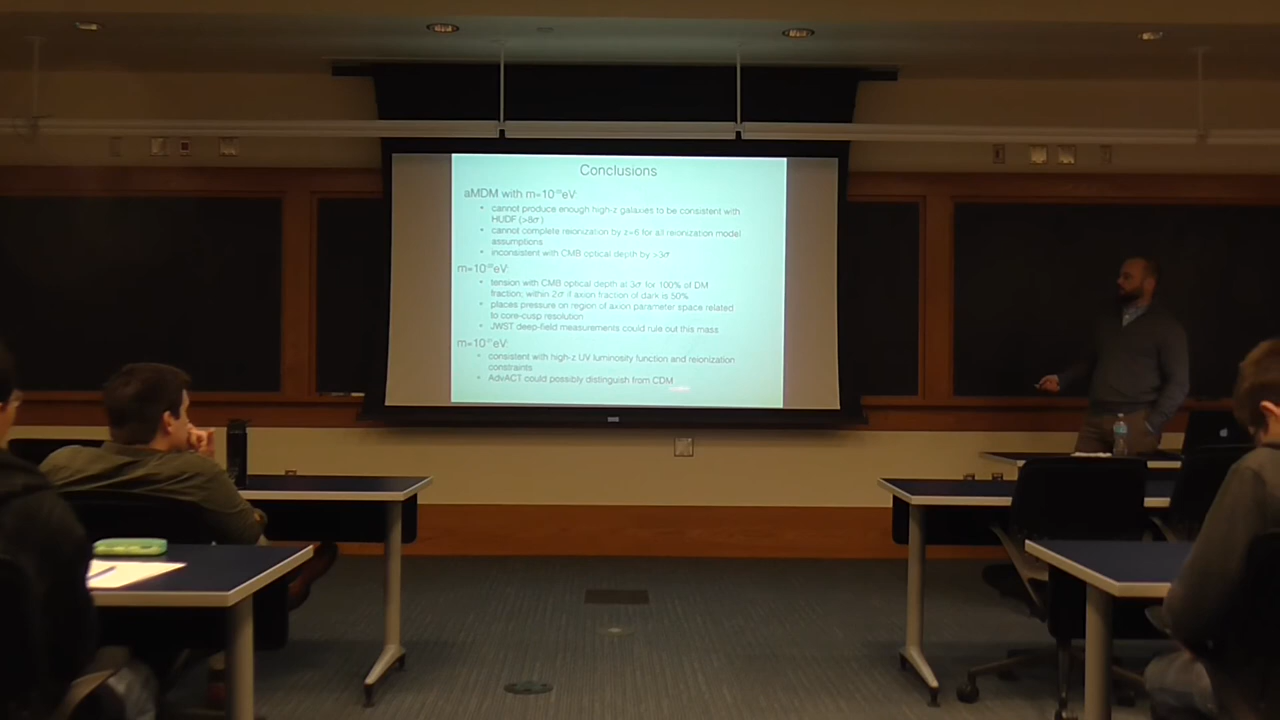 Conclusions
aMDM with m=10 eV:
• cannot produce enough high-z galaxies to be consistent with
HUDF (>8σ)
• cannot complete reionization by z=6 for all reionization model
assumptions
• inconsistent with CMB optical depth by >3σ
m=10 eV:
• tension with CMB optical depth at 3σ for 100% of DM
fraction; within 2σ if axion fraction of dark is 50%
• places pressure on region of axion parameter space related
to core-cusp resolution
• JWST deep-field measurements could rule out this mass
m=10 eV:
• consistent with high-z UV luminosity function and reionization
constraints
• AdvACT could possibly distinguish from CDM